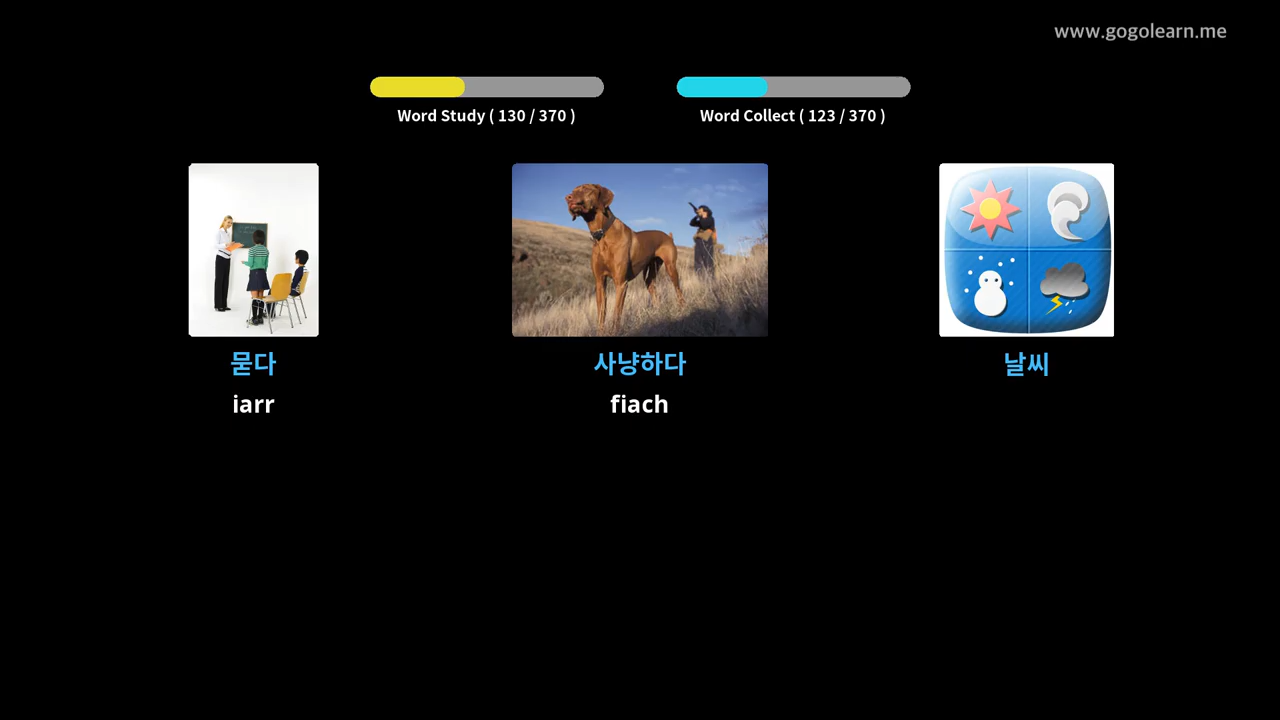 www.gogolearn.me
Word Study ( 130 / 370 )
Word Collect ( 123 / 370 )
묻다
사냥하다
날씨
iarr
fiach